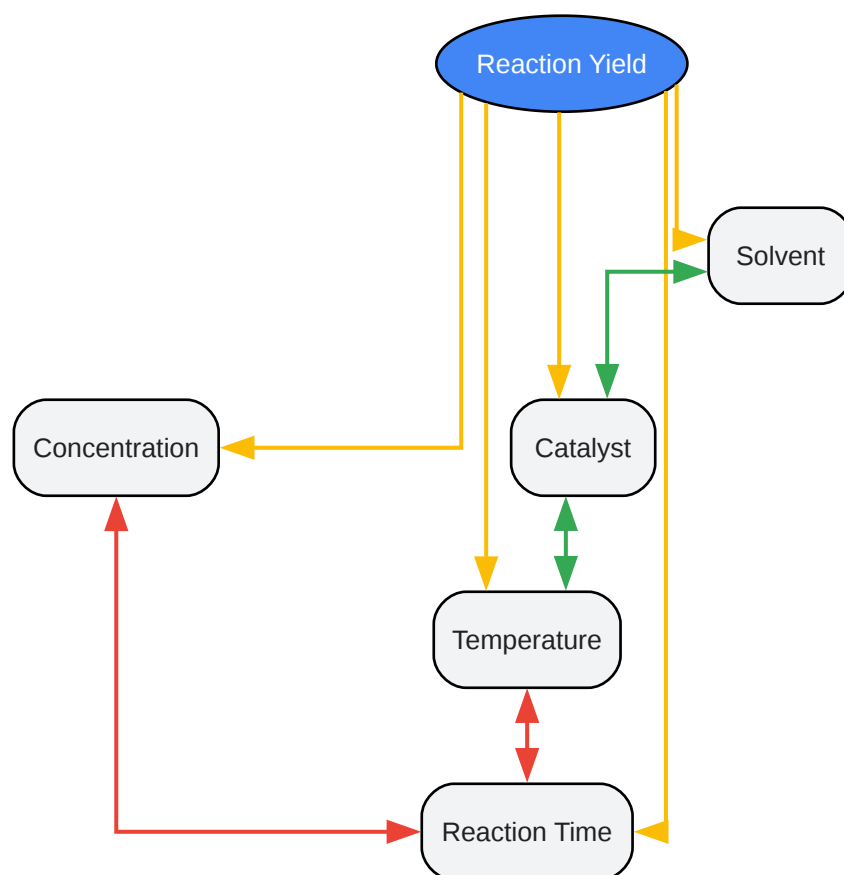 Reaction Yield
Solvent
Concentration
Catalyst
Temperature
Reaction Time